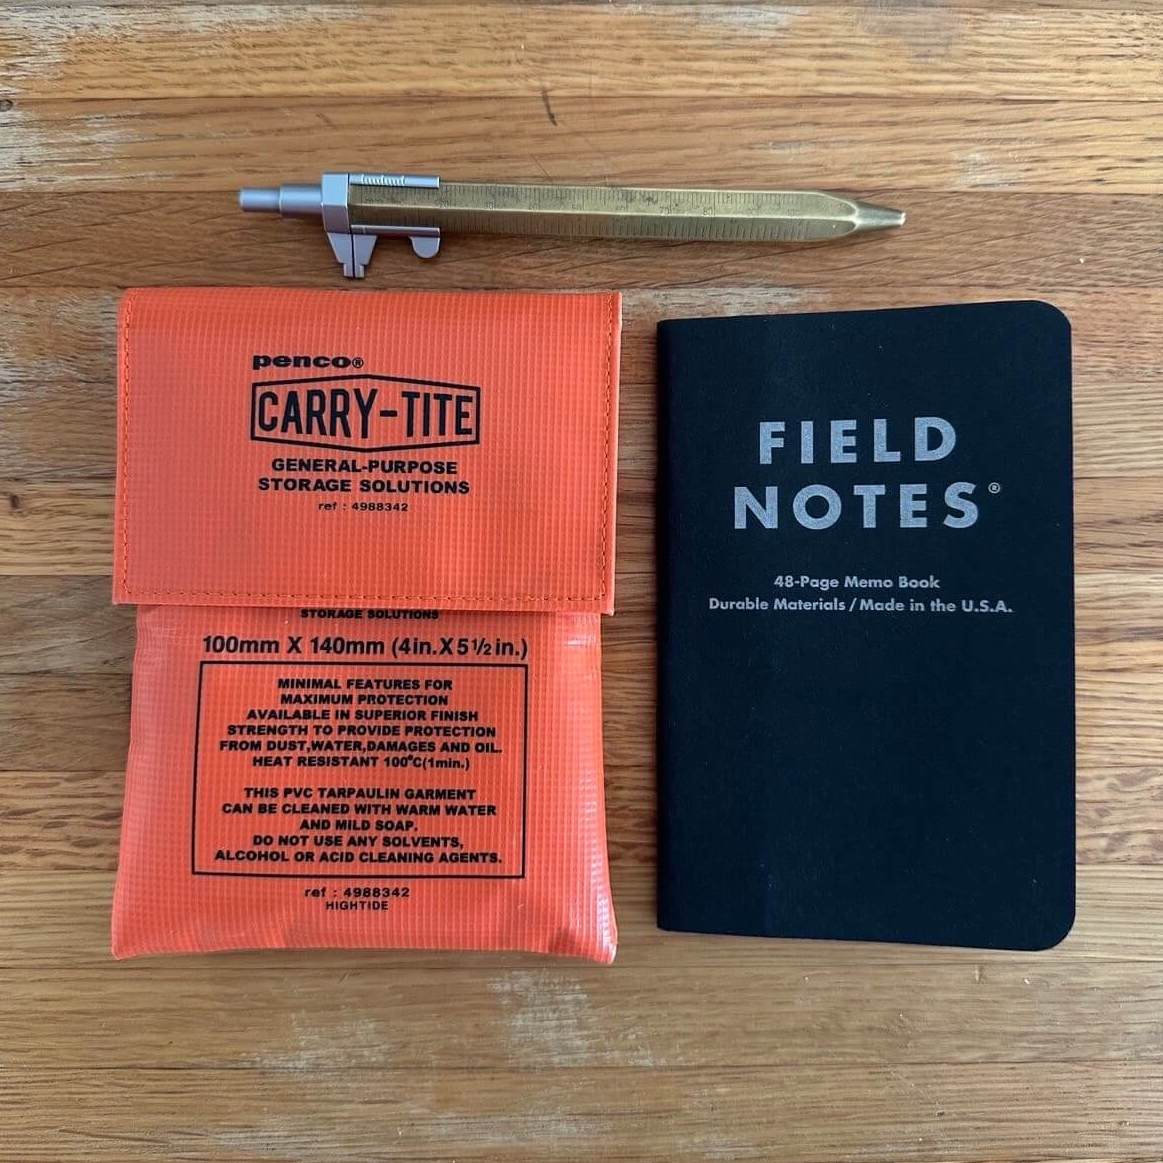 penco®
CARRY-TITE
GENERAL-PURPOSE
STORAGE SOLUTIONS
ref : 4988342
STORAGE SOLUTIONS
100mm X 140mm (4in.X5½in.)
MINIMAL FEATURES FOR
MAXIMUM PROTECTION
AVAILABLE IN SUPERIOR FINISH
STRENGTH TO PROVIDE PROTECTION
FROM DUST,WATER,DAMAGES AND OIL.
HEAT RESISTANT 100°C(1min.)
THIS PVC TARPAULIN GARMENT
CAN BE CLEANED WITH WARM WATER
AND MILD SOAP.
DO NOT USE ANY SOLVENTS,
ALCOHOL OR ACID CLEANING AGENTS.
ref : 4988342
HIGHTIDE
FIELD
NOTES®
48-Page Memo Book
Durable Materials / Made in the U.S.A.